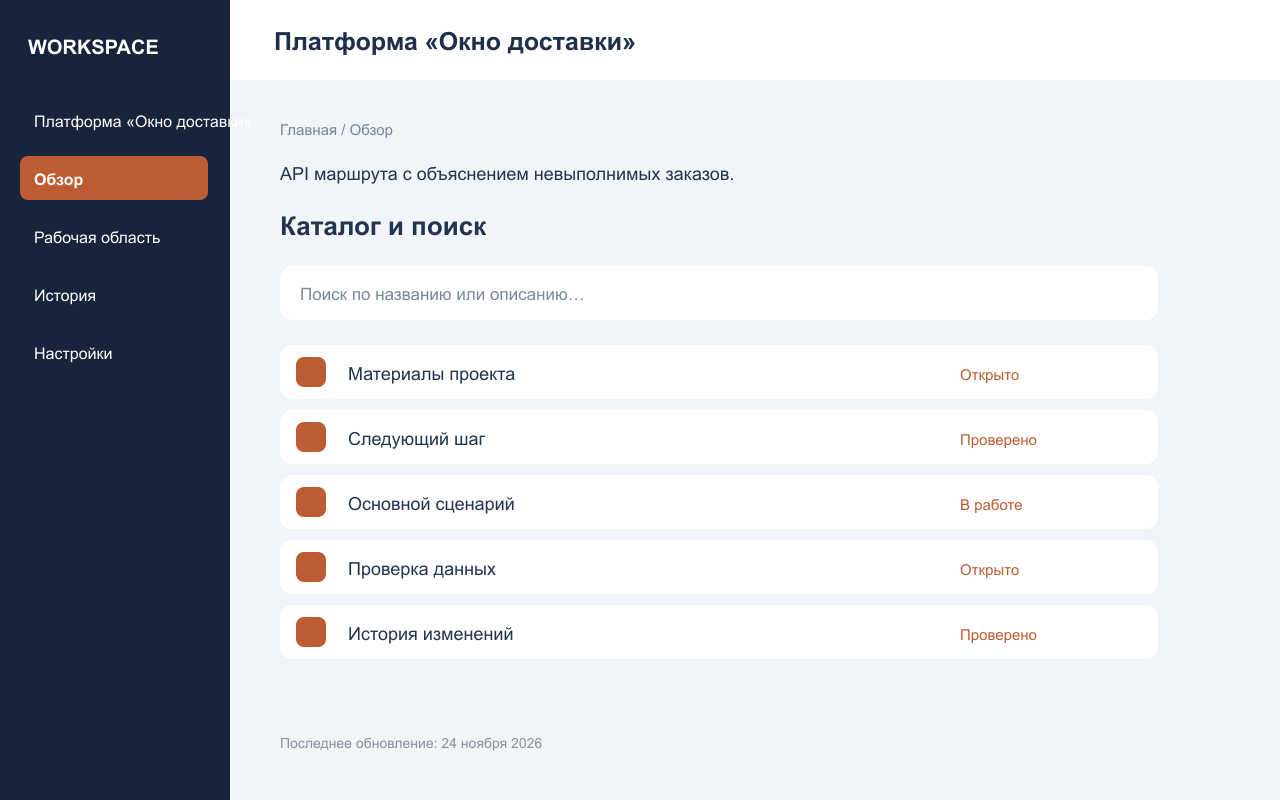 WORKSPACE
Платформа «Окно доставки»
Обзор
Рабочая область
История
Настройки
Платформа «Окно доставки»
Главная / Обзор
API маршрута с объяснением невыполнимых заказов.
Каталог и поиск
Поиск по названию или описанию…
Материалы проекта
Открыто
Следующий шаг
Проверено
Основной сценарий
В работе
Проверка данных
Открыто
История изменений
Проверено
Последнее обновление: 24 ноября 2026